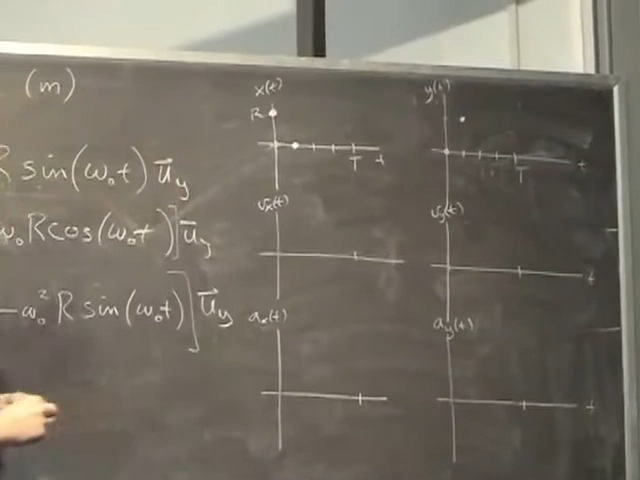 (m)
R sin(ω₀t) u⃗y
ω₀ R cos(ω₀t)] u⃗y
-ω₀² R sin(ω₀t)] u⃗y
x(t)
R
T t
y(t)
T t
vx(t)
vy(t)
t
ax(t)
ay(t)
t